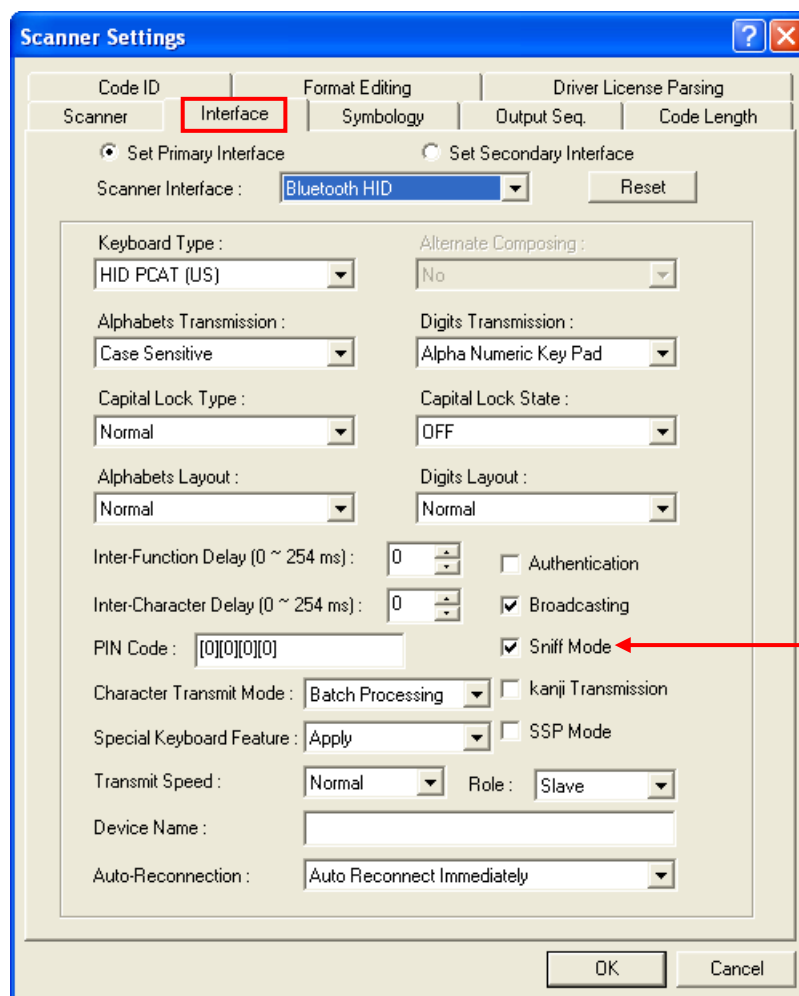 Scanner Settings
Code ID Format Editing Driver License Parsing
Scanner Interface Symbology Output Seq. Code Length
Set Primary Interface Set Secondary Interface
Scanner Interface : Bluetooth HID Reset
Keyboard Type : Alternate Composing :
HID PCAT (US) No
Alphabets Transmission : Digits Transmission :
Case Sensitive Alpha Numeric Key Pad
Capital Lock Type : Capital Lock State :
Normal OFF
Alphabets Layout : Digits Layout :
Normal Normal
Inter-Function Delay (0 ~ 254 ms) : 0 Authentication
Inter-Character Delay (0 ~ 254 ms) : 0 Broadcasting
PIN Code : [0][0][0][0] Sniff Mode
Character Transmit Mode : Batch Processing kanji Transmission
Special Keyboard Feature : Apply SSP Mode
Transmit Speed : Normal Role : Slave
Device Name :
Auto-Reconnection : Auto Reconnect Immediately
OK Cancel